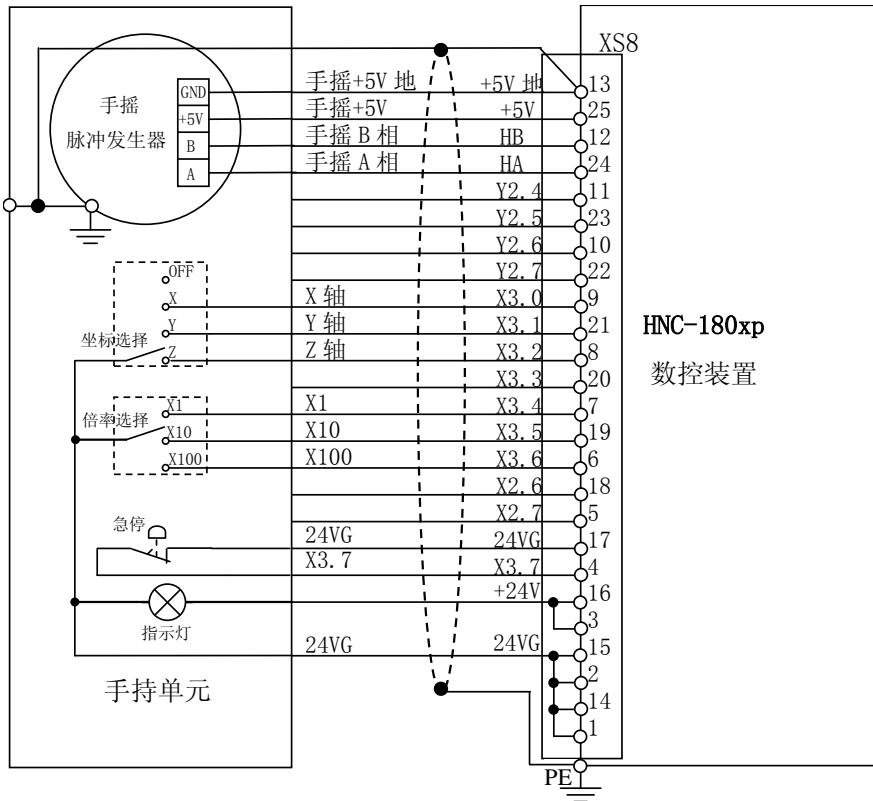 XS8
手摇
脉冲发生器
GND
+5V
B
A
手摇+5V 地
+5V 地
13
手摇+5V
+5V
25
手摇 B 相
HB
12
手摇 A 相
HA
24
Y2.4
11
Y2.5
23
Y2.6
10
Y2.7
22
坐标选择
OFF
X
Y
Z
X 轴
X3.0
9
Y 轴
X3.1
21
Z 轴
X3.2
8
X3.3
20
倍率选择
X1
X10
X100
X1
X3.4
7
X10
X3.5
19
X100
X3.6
6
X2.6
18
X2.7
5
急停
24VG
24VG
17
X3.7
X3.7
4
+24V
16
3
指示灯
24VG
24VG
15
2
14
1
手持单元
PE
HNC-180xp
数控装置